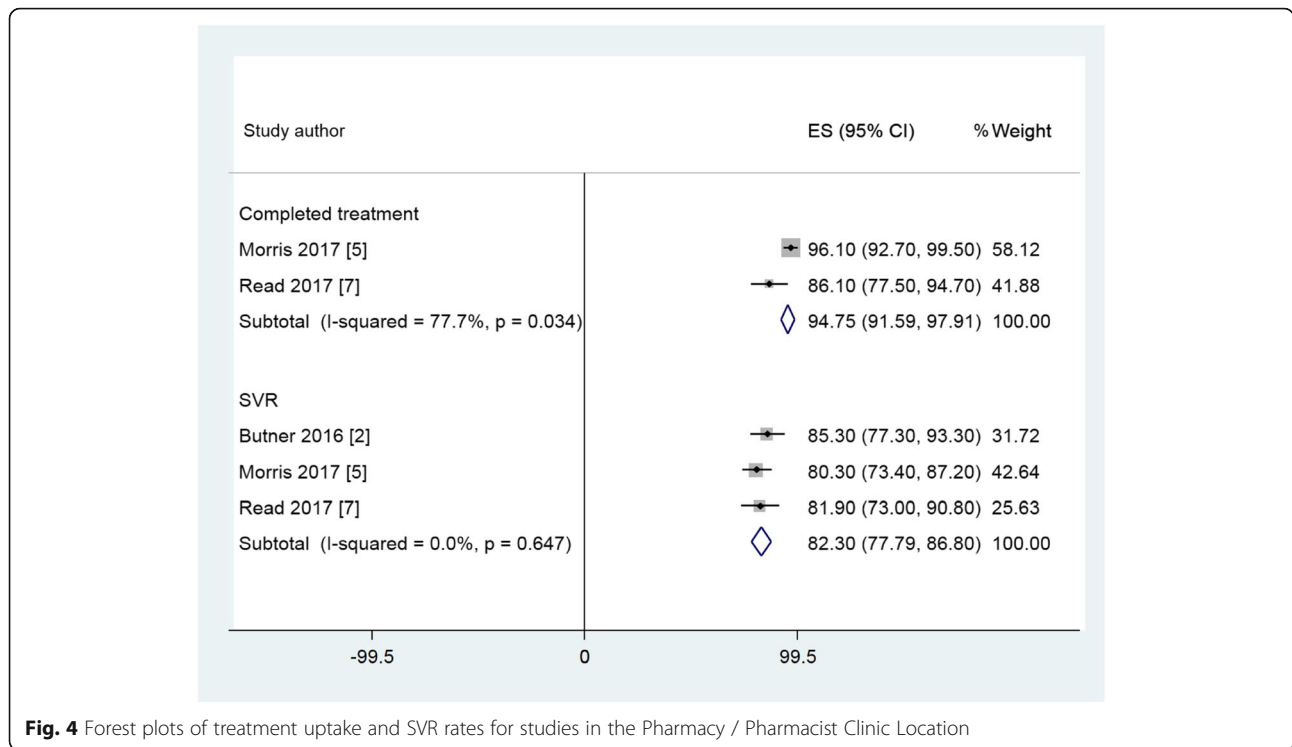 Study author ES (95% CI) % Weight
Completed treatment
Morris 2017 [5] 96.10 (92.70, 99.50) 58.12
Read 2017 [7] 86.10 (77.50, 94.70) 41.88
Subtotal (I-squared = 77.7%, p = 0.034) 94.75 (91.59, 97.91) 100.00
SVR
Butner 2016 [2] 85.30 (77.30, 93.30) 31.72
Morris 2017 [5] 80.30 (73.40, 87.20) 42.64
Read 2017 [7] 81.90 (73.00, 90.80) 25.63
Subtotal (I-squared = 0.0%, p = 0.647) 82.30 (77.79, 86.80) 100.00
-99.5 0 99.5
Fig. 4 Forest plots of treatment uptake and SVR rates for studies in the Pharmacy / Pharmacist Clinic Location